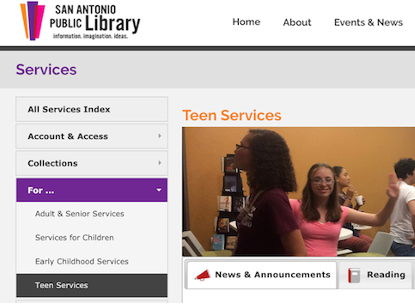 SAN ANTONIO
PUBLIC Library
information. imagination. ideas.
Home About Events & News
Services
All Services Index
Account & Access
Collections
For ...
Adult & Senior Services
Services for Children
Early Childhood Services
Teen Services
Teen Services
News & Announcements
Reading